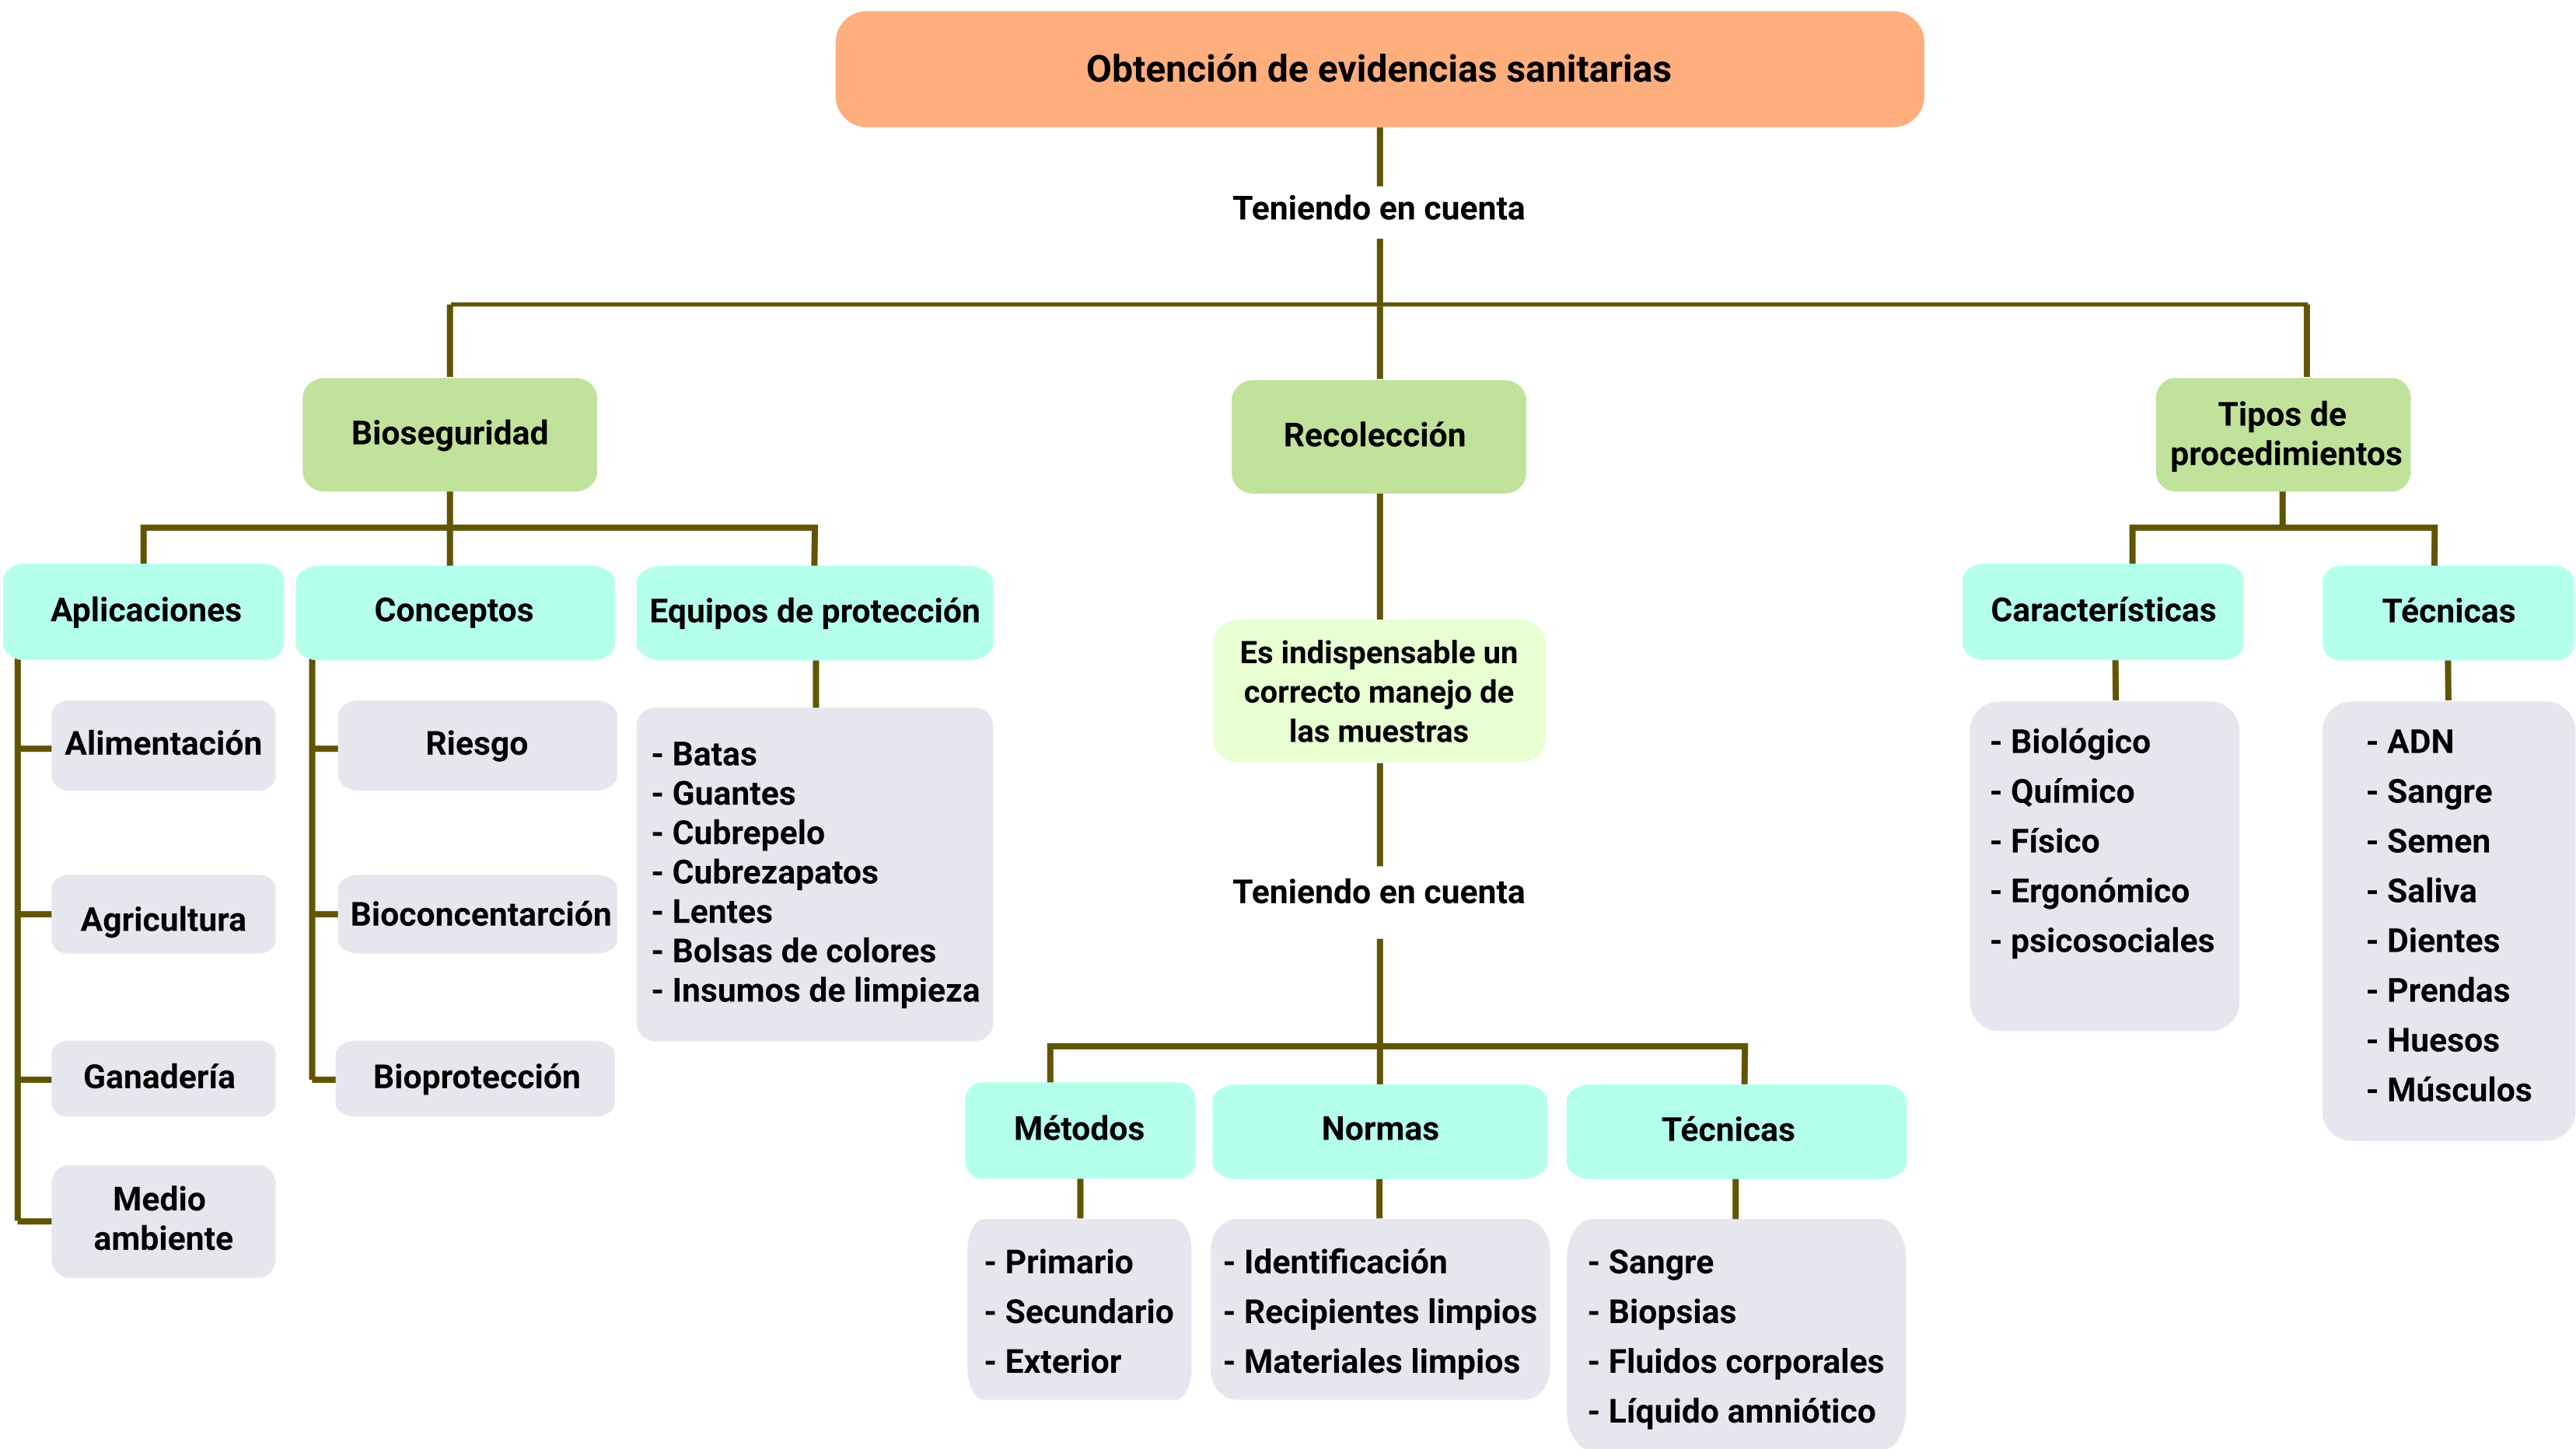 Obtención de evidencias sanitarias
Teniendo en cuenta
Bioseguridad
Recolección
Tipos de
procedimientos
Aplicaciones
Conceptos
Equipos de protección
Alimentación
Agricultura
Ganadería
Medio
ambiente
Riesgo
Bioconcentarción
Bioprotección
- Batas
- Guantes
- Cubrepelo
- Cubrezapatos
- Lentes
- Bolsas de colores
- Insumos de limpieza
Es indispensable un
correcto manejo de
las muestras
Teniendo en cuenta
Métodos
Normas
Técnicas
- Primario
- Secundario
- Exterior
- Identificación
- Recipientes limpios
- Materiales limpios
- Sangre
- Biopsias
- Fluidos corporales
- Líquido amniótico
Características
Técnicas
- Biológico
- Químico
- Físico
- Ergonómico
- psicosociales
- ADN
- Sangre
- Semen
- Saliva
- Dientes
- Prendas
- Huesos
- Músculos